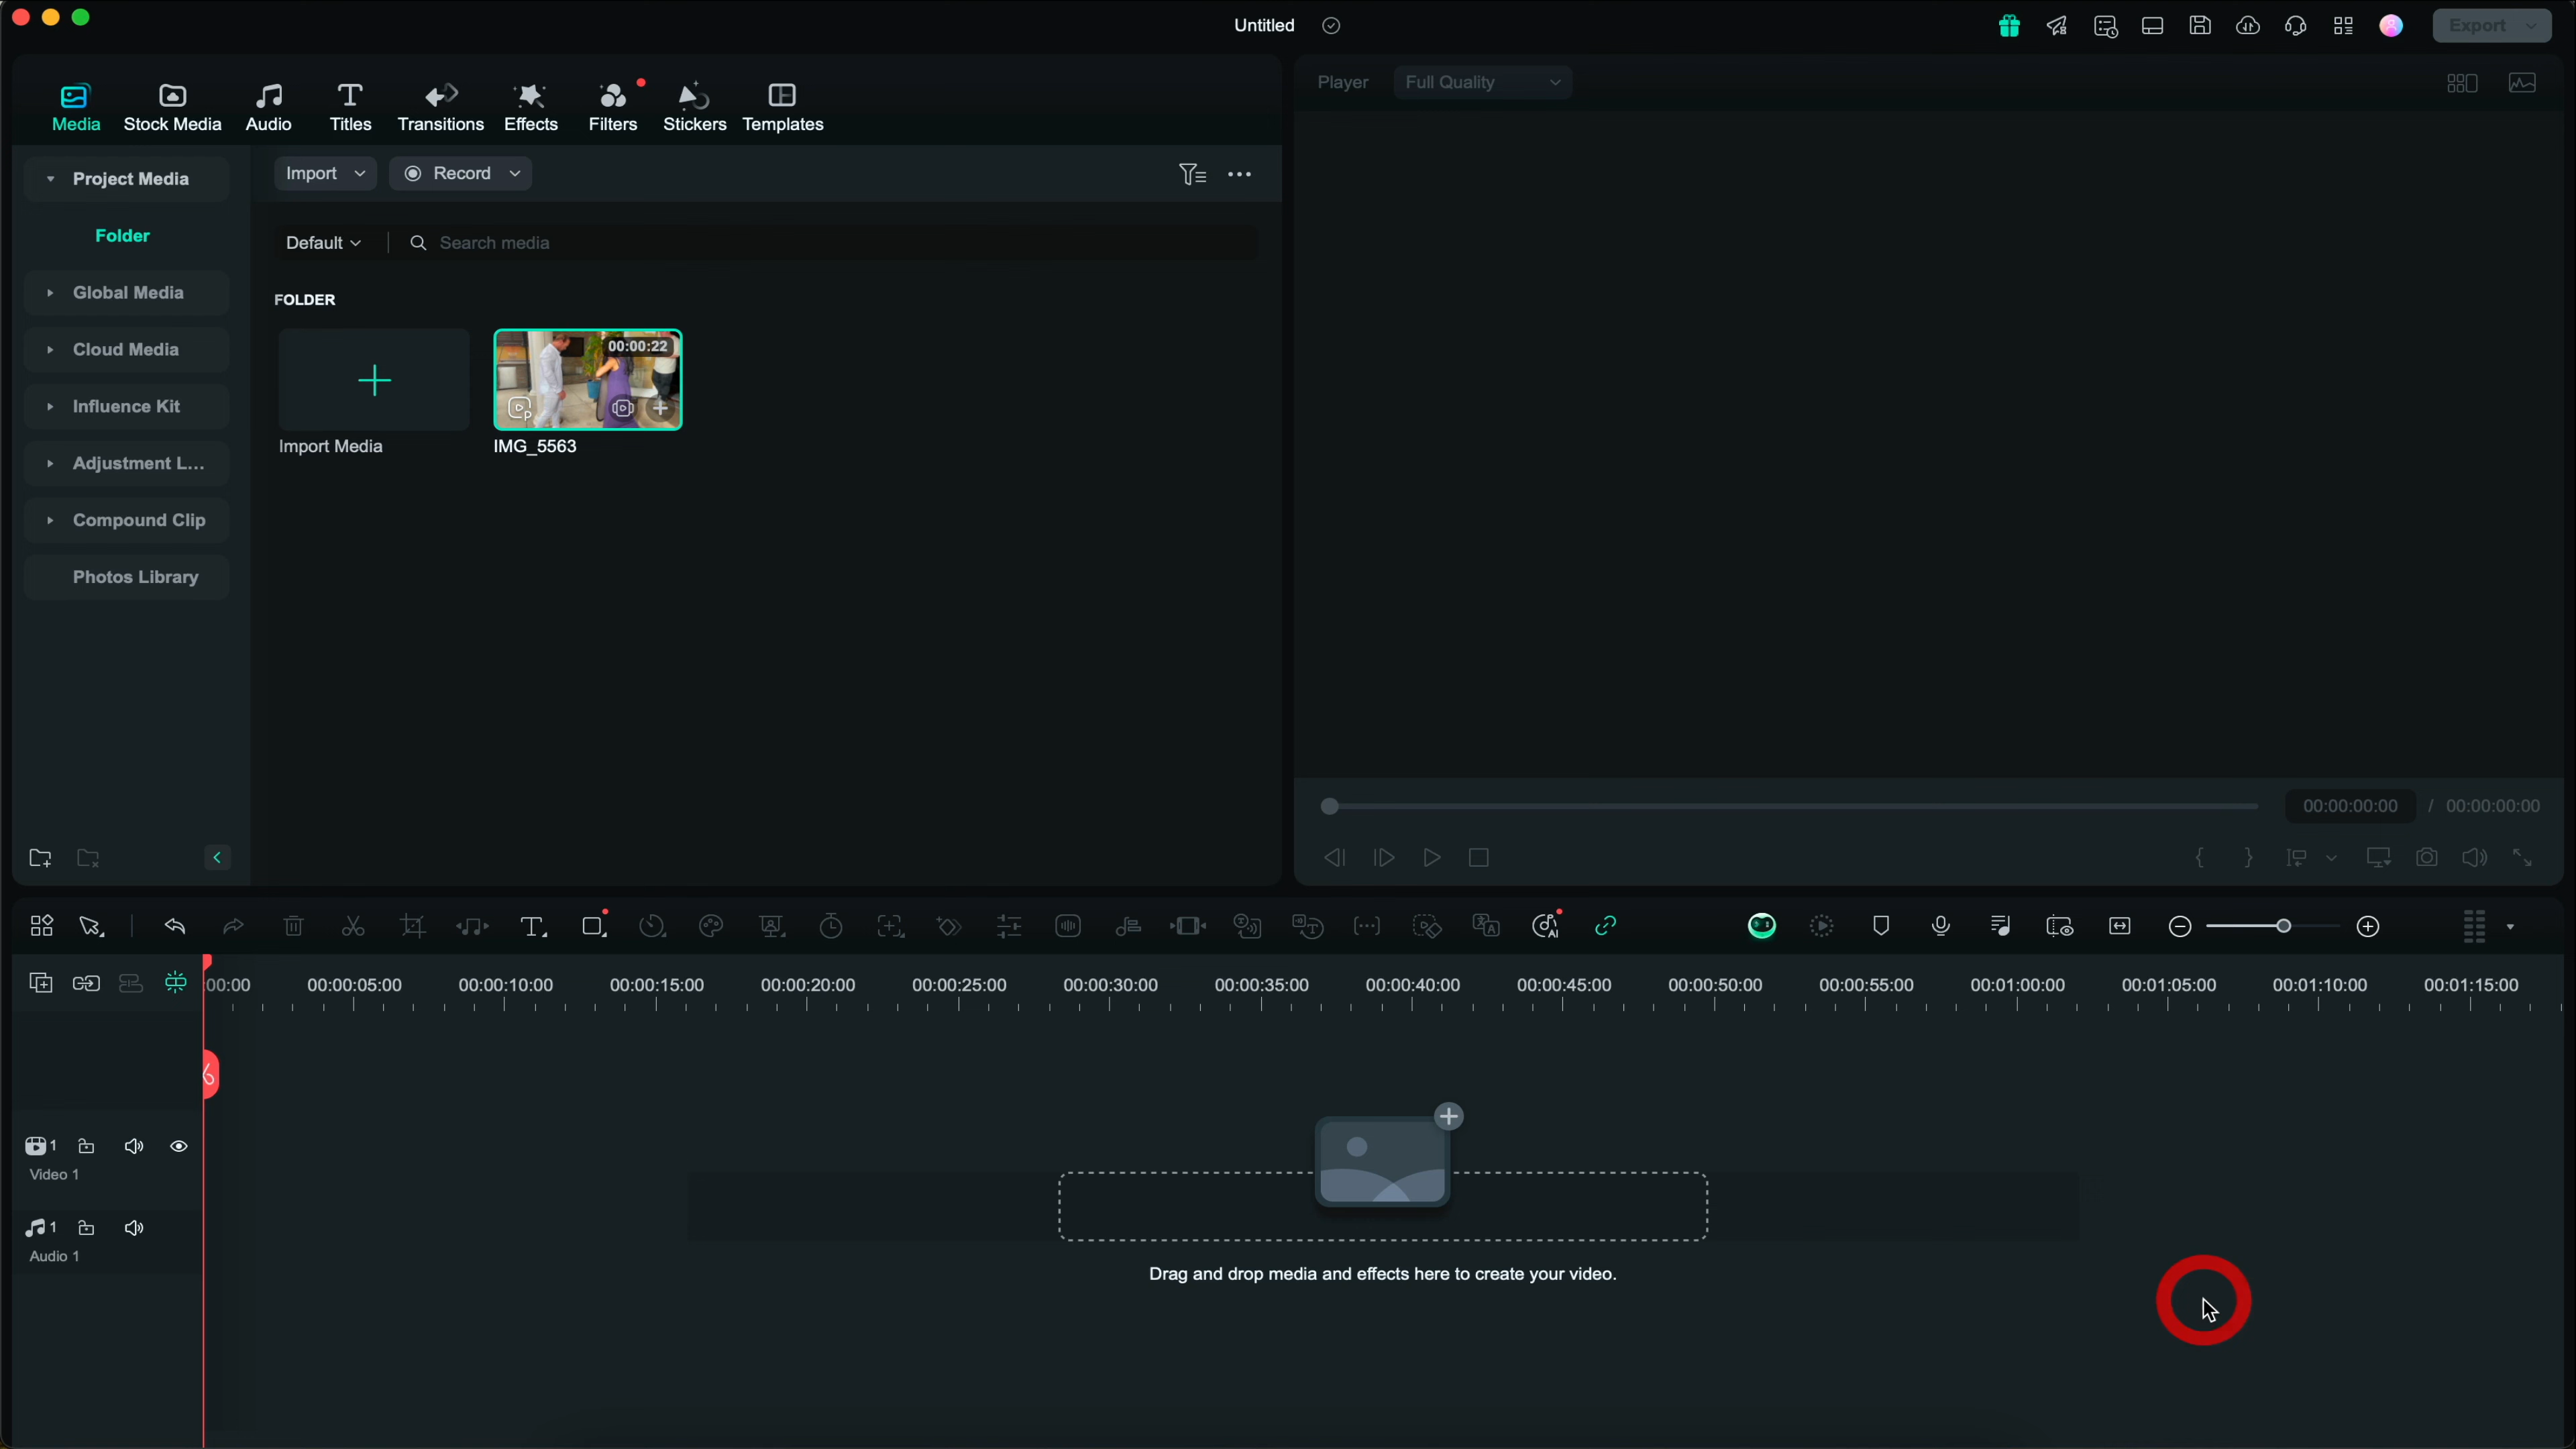 Untitled
Export
Media
Stock Media
Audio
Titles
Transitions
Effects
Filters
Stickers
Templates
Player
Full Quality
Project Media
Folder
Global Media
Cloud Media
Influence Kit
Adjustment L...
Compound Clip
Photos Library
Import
Record
Default
Search media
FOLDER
00:00:22
Import Media
IMG_5563
00:00:00:00 / 00:00:00:00
:00:00 00:00:05:00 00:00:10:00 00:00:15:00 00:00:20:00 00:00:25:00 00:00:30:00 00:00:35:00 00:00:40:00 00:00:45:00 00:00:50:00 00:00:55:00 00:01:00:00 00:01:05:00 00:01:10:00 00:01:15:00
1
Video 1
1
Audio 1
Drag and drop media and effects here to create your video.